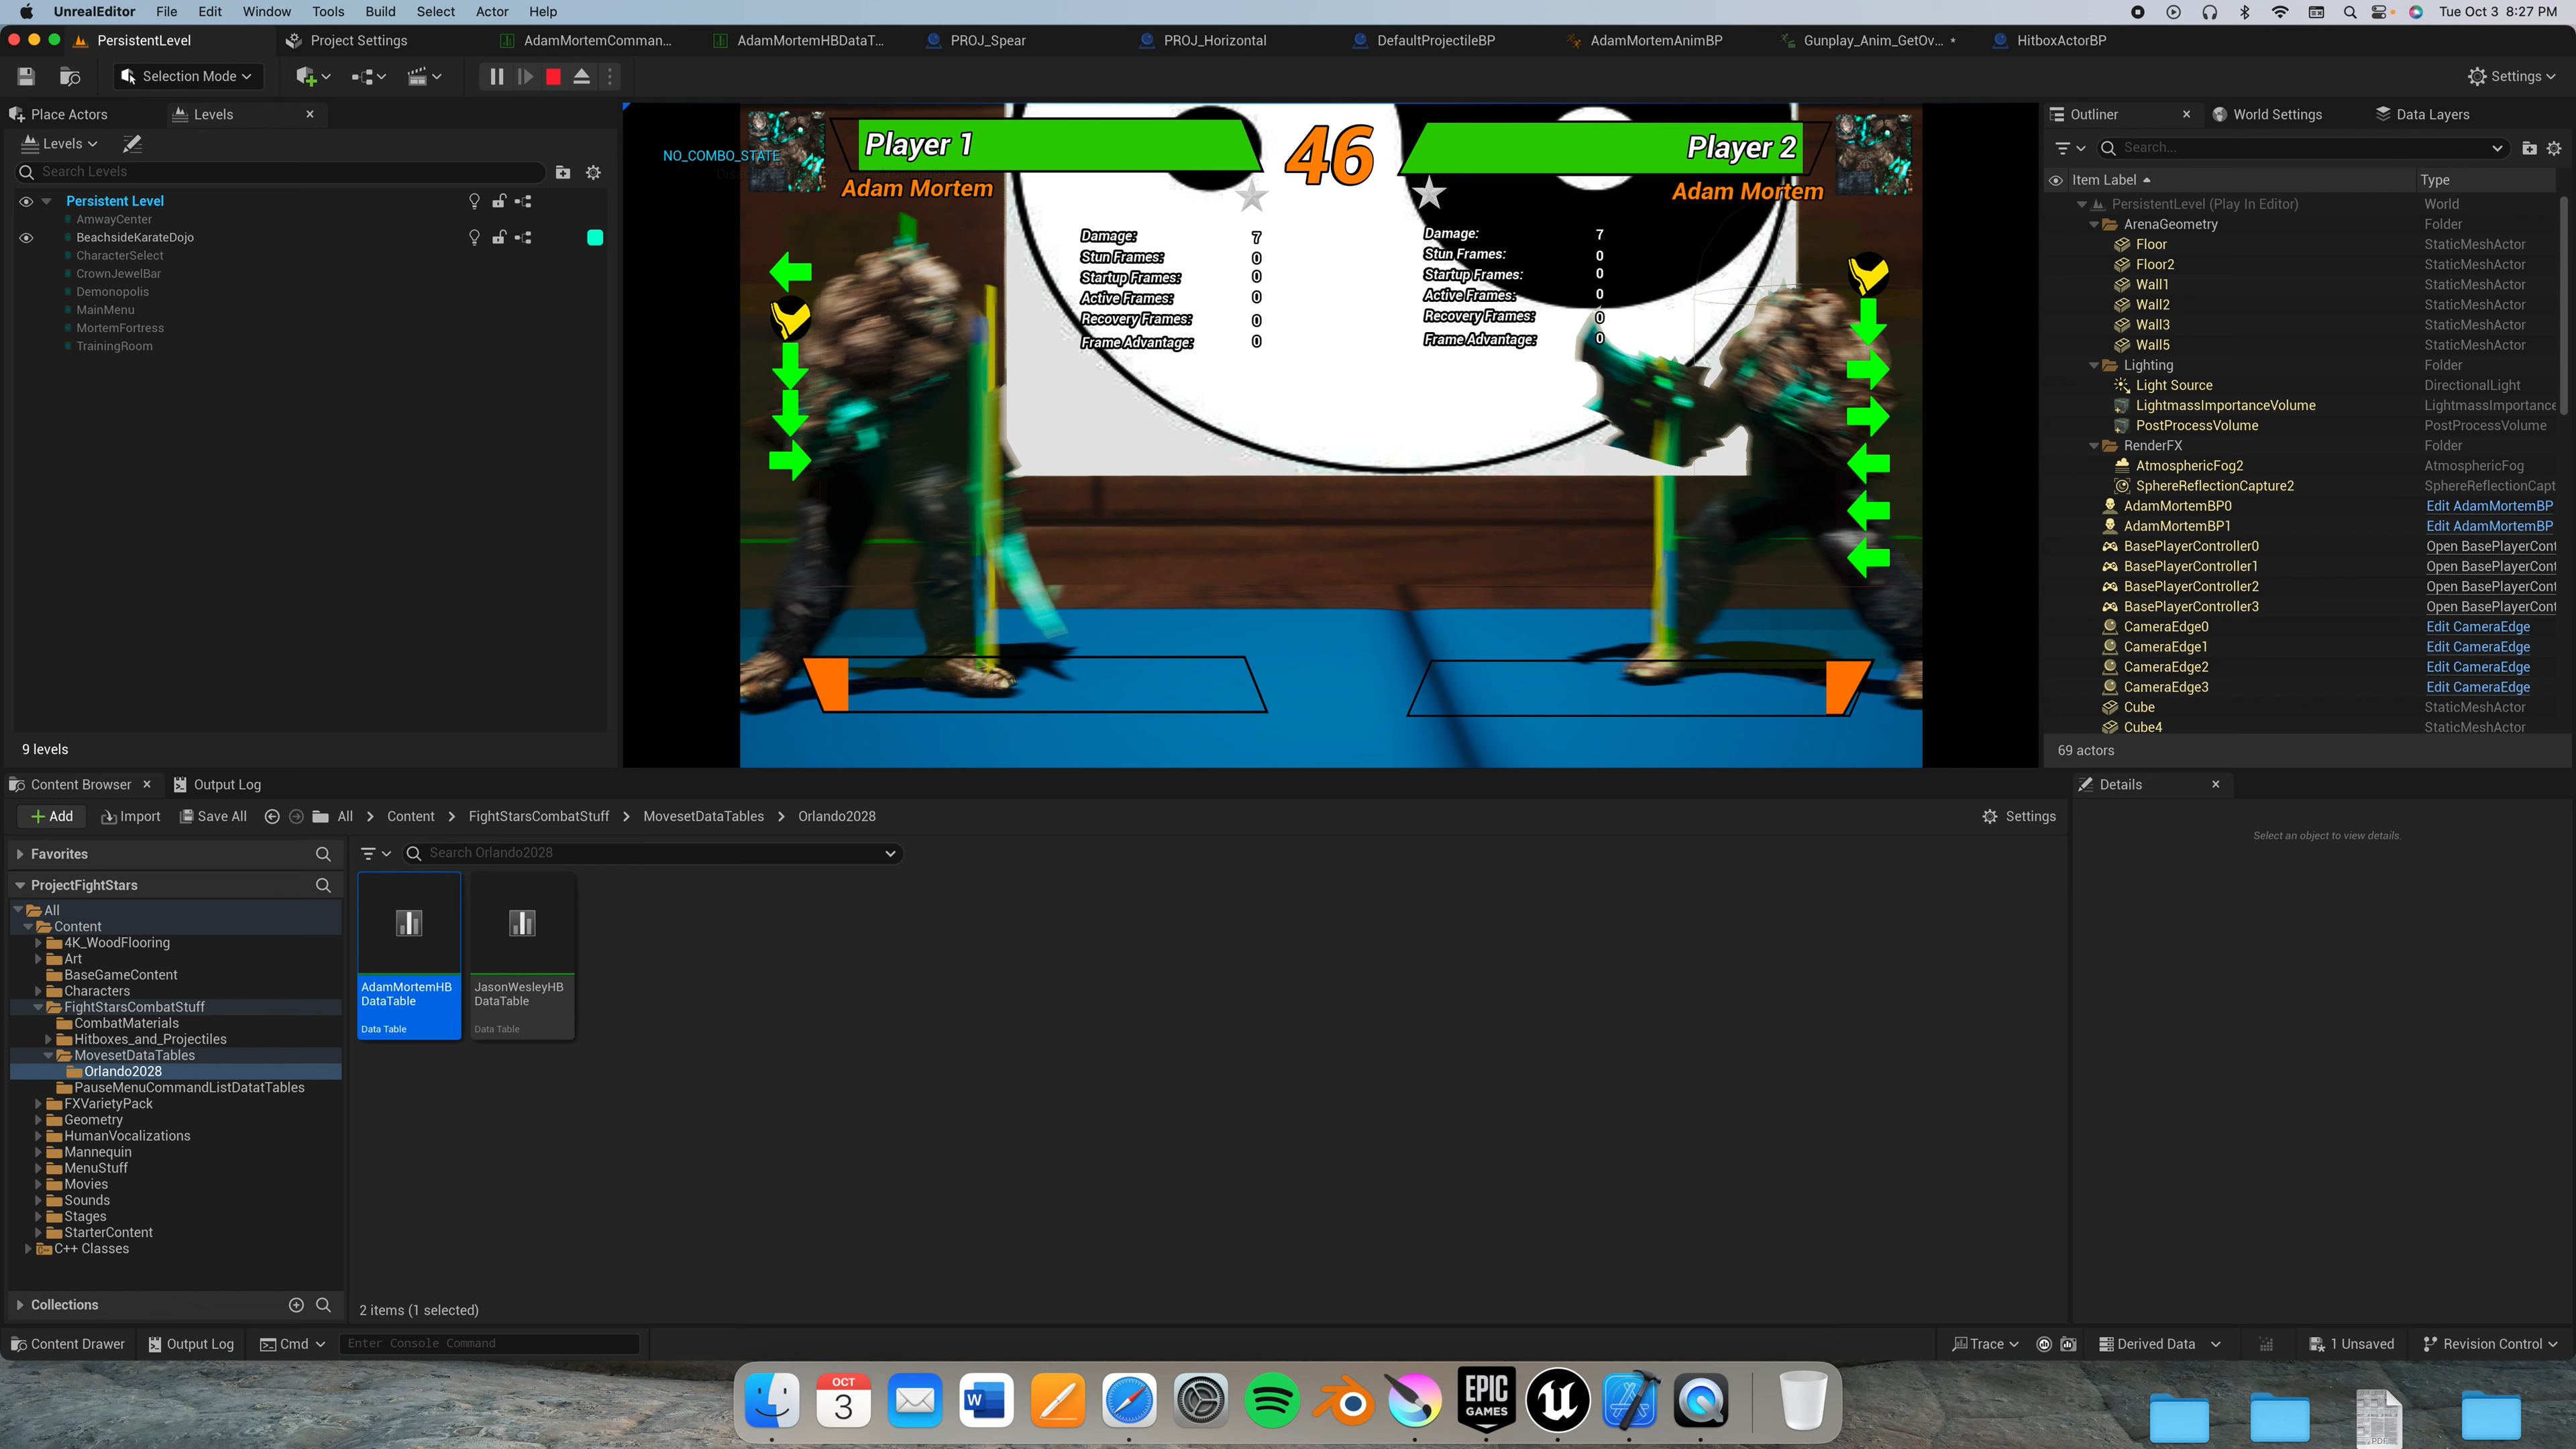 UnrealEditor File Edit Window Tools Build Select Actor Help Tue Oct 3 8:27 PM
PersistentLevel Project Settings AdamMortemComman... AdamMortemHBDataT... PROJ_Spear PROJ_Horizontal DefaultProjectileBP AdamMortemAnimBP Gunplay_Anim_GetOv... * HitboxActorBP
Selection Mode Settings
Place Actors Levels
Levels
Search Levels
Persistent Level
AmwayCenter
BeachsideKarateDojo
CharacterSelect
CrownJewelBar
Demonopolis
MainMenu
MortemFortress
TrainingRoom
9 levels
NO_COMBO_STATE
Player 1 46 Player 2
Adam Mortem Adam Mortem
Damage: 7 Damage: 7
Stun Frames: 0 Stun Frames: 0
Startup Frames: 0 Startup Frames: 0
Active Frames: 0 Active Frames: 0
Recovery Frames: 0 Recovery Frames: 0
Frame Advantage: 0 Frame Advantage: 0
Outliner World Settings Data Layers
Search...
Item Label Type
PersistentLevel (Play In Editor) World
ArenaGeometry Folder
Floor StaticMeshActor
Floor2 StaticMeshActor
Wall1 StaticMeshActor
Wall2 StaticMeshActor
Wall3 StaticMeshActor
Wall5 StaticMeshActor
Lighting Folder
Light Source DirectionalLight
LightmassImportanceVolume LightmassImportance
PostProcessVolume PostProcessVolume
RenderFX Folder
AtmosphericFog2 AtmosphericFog
SphereReflectionCapture2 SphereReflectionCapt
AdamMortemBP0 Edit AdamMortemBP
AdamMortemBP1 Edit AdamMortemBP
BasePlayerController0 Open BasePlayerCont
BasePlayerController1 Open BasePlayerCont
BasePlayerController2 Open BasePlayerCont
BasePlayerController3 Open BasePlayerCont
CameraEdge0 Edit CameraEdge
CameraEdge1 Edit CameraEdge
CameraEdge2 Edit CameraEdge
CameraEdge3 Edit CameraEdge
Cube StaticMeshActor
Cube4 StaticMeshActor
69 actors
Content Browser Output Log
Add Import Save All All Content FightStarsCombatStuff MovesetDataTables Orlando2028 Settings
Favorites
Search Orlando2028
ProjectFightStars
All
Content
4K_WoodFlooring
Art
BaseGameContent
Characters
FightStarsCombatStuff
CombatMaterials
Hitboxes_and_Projectiles
MovesetDataTables
Orlando2028
PauseMenuCommandListDatatTables
FXVarietyPack
Geometry
HumanVocalizations
Mannequin
MenuStuff
Movies
Sounds
Stages
StarterContent
C++ Classes
Collections
AdamMortemHB
DataTable
Data Table
JasonWesleyHB
DataTable
Data Table
2 items (1 selected)
Details
Select an object to view details.
Content Drawer Output Log Cmd Enter Console Command Trace Derived Data 1 Unsaved Revision Control
OCT
3
W
EPIC
GAMES
PDF